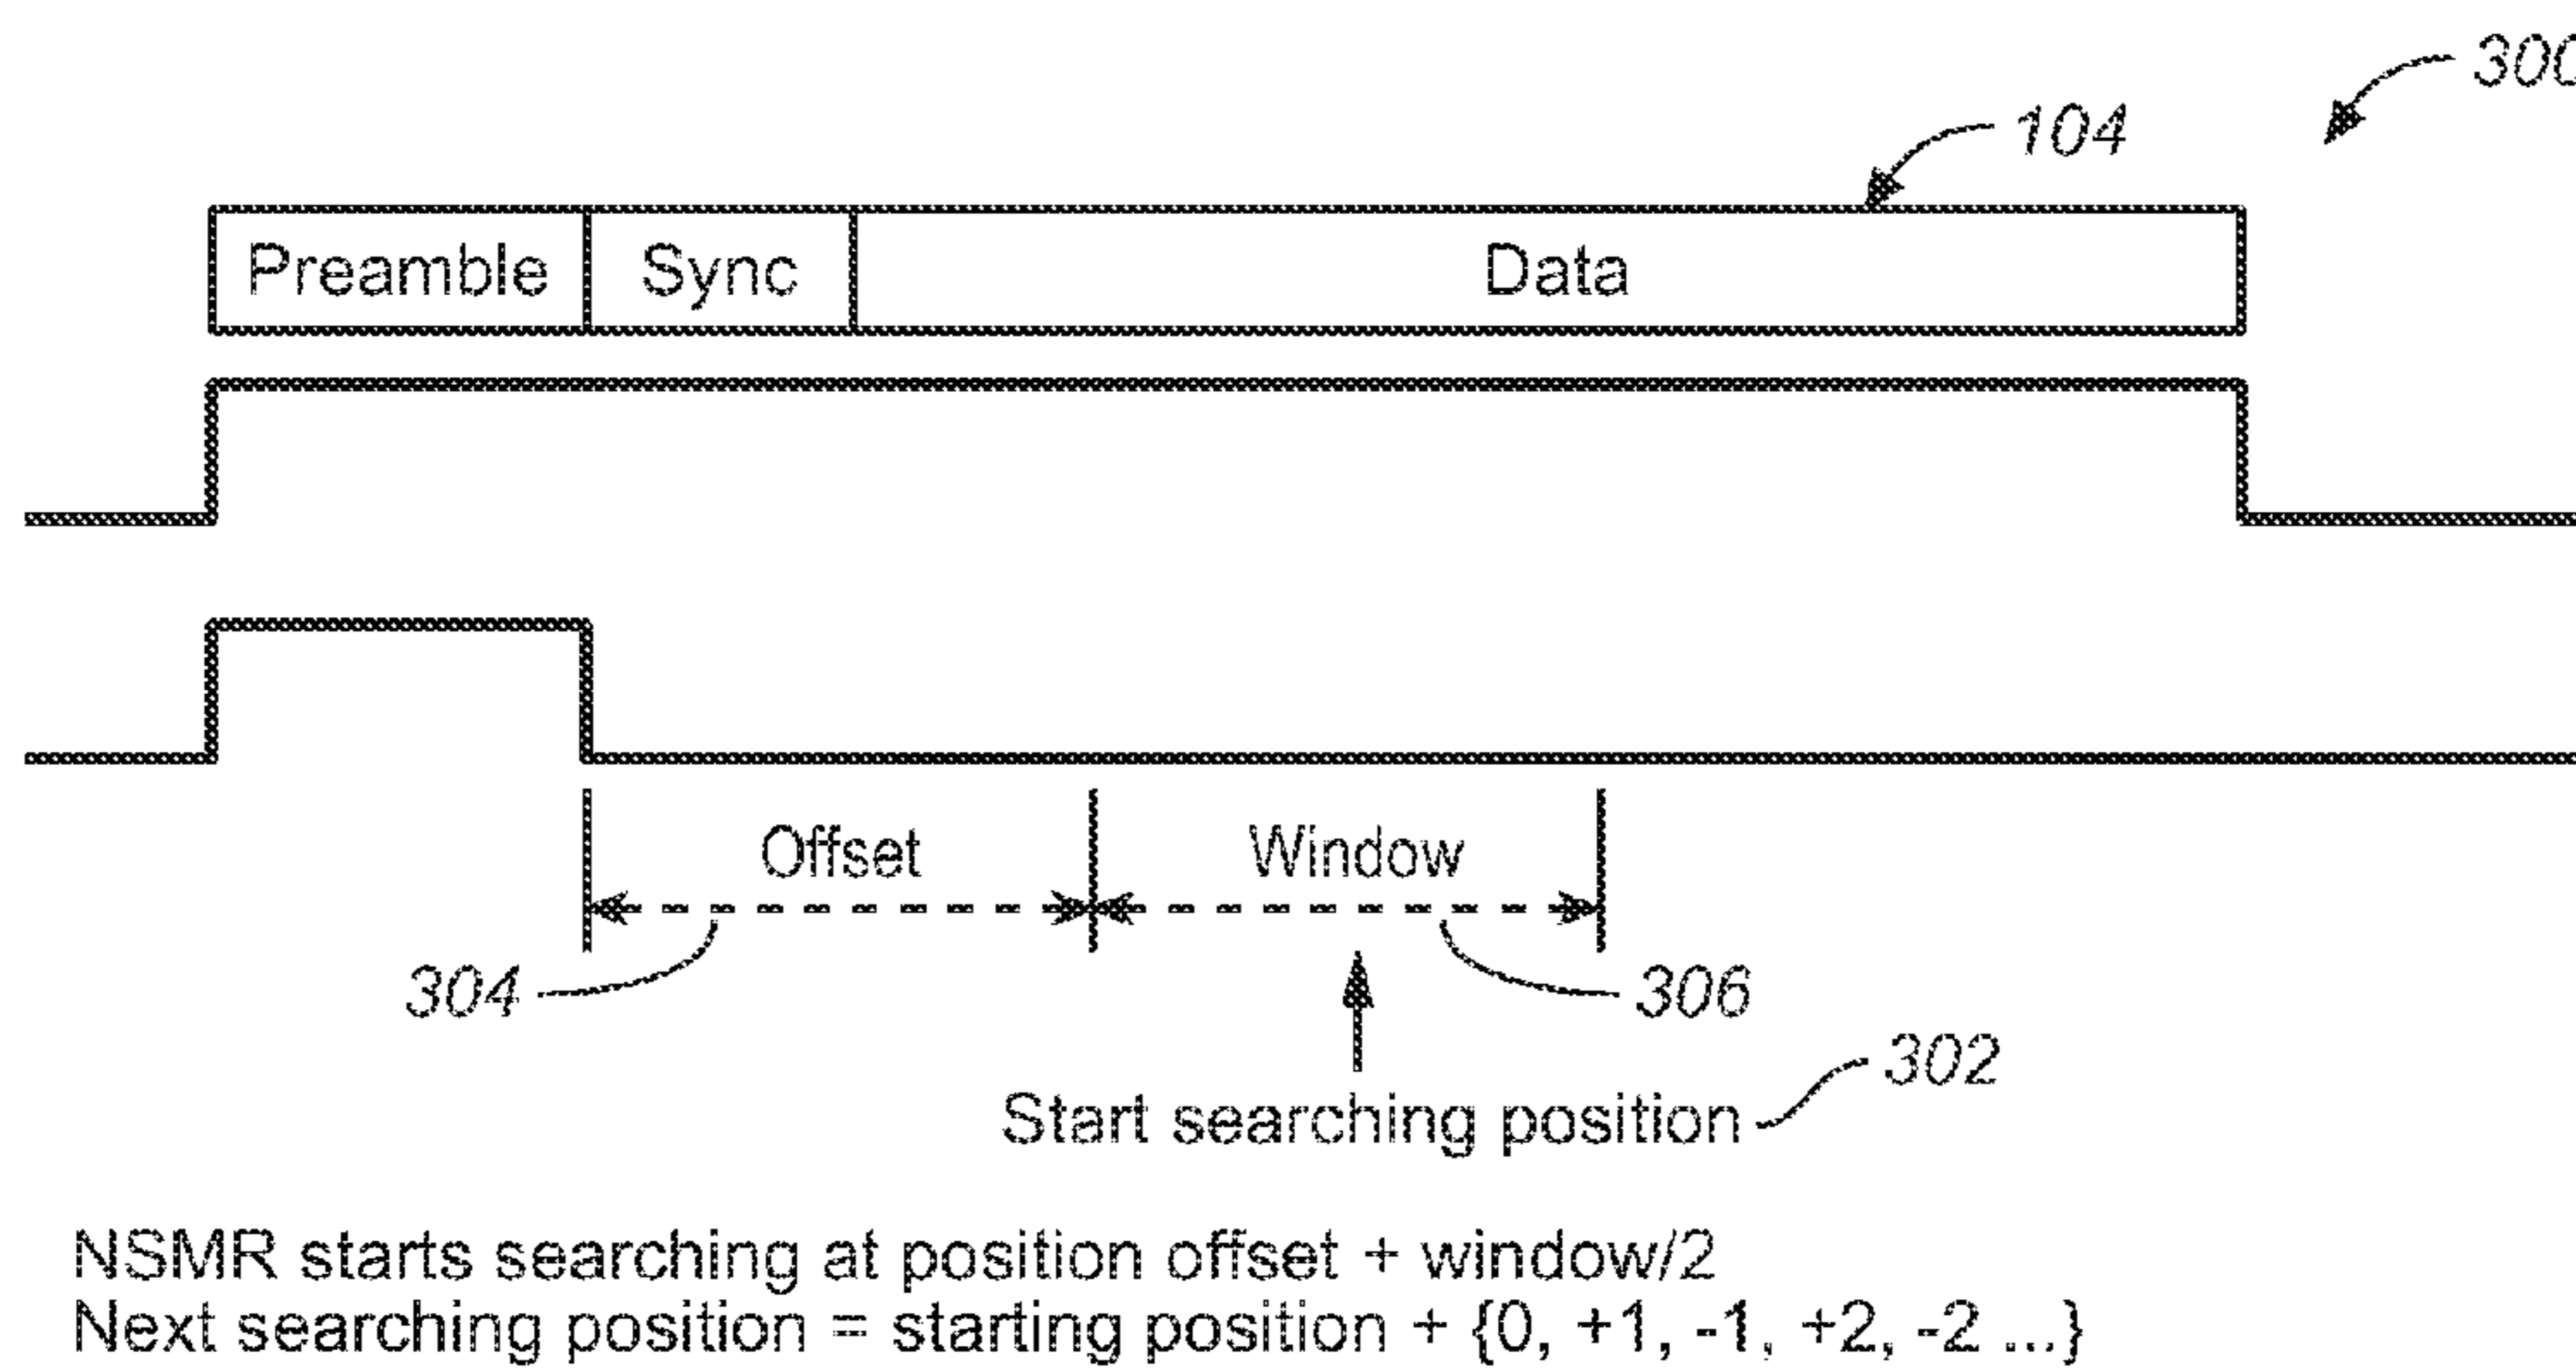 300
104
Preamble Sync Data
Offset Window
304
306
302
Start searching position
NSMR starts searching at position offset + window/2
Next searching position = starting position + {0, +1, -1, +2, -2 ...}